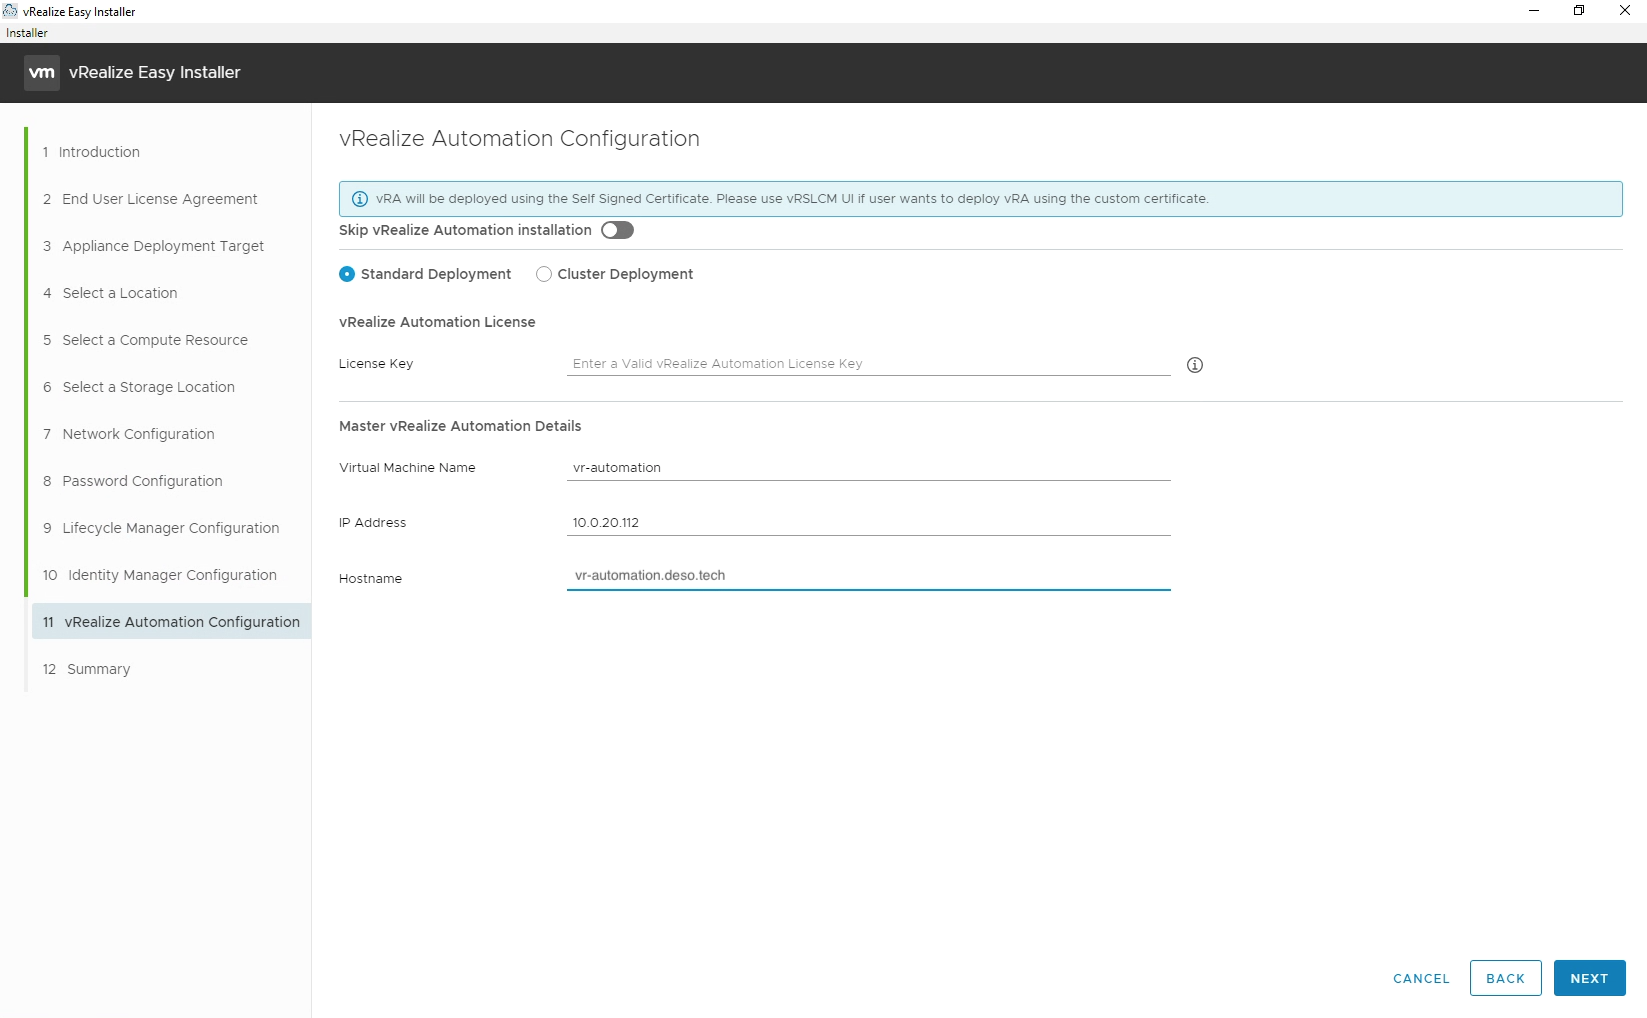 vRealize Easy Installer
Installer
vm vRealize Easy Installer
1 Introduction
2 End User License Agreement
3 Appliance Deployment Target
4 Select a Location
5 Select a Compute Resource
6 Select a Storage Location
7 Network Configuration
8 Password Configuration
9 Lifecycle Manager Configuration
10 Identity Manager Configuration
11 vRealize Automation Configuration
12 Summary
vRealize Automation Configuration
vRA will be deployed using the Self Signed Certificate. Please use vRSLCM UI if user wants to deploy vRA using the custom certificate.
Skip vRealize Automation installation
Standard Deployment Cluster Deployment
vRealize Automation License
License Key Enter a Valid vRealize Automation License Key
Master vRealize Automation Details
Virtual Machine Name vr-automation
IP Address 10.0.20.112
Hostname vr-automation.deso.tech
CANCEL BACK NEXT